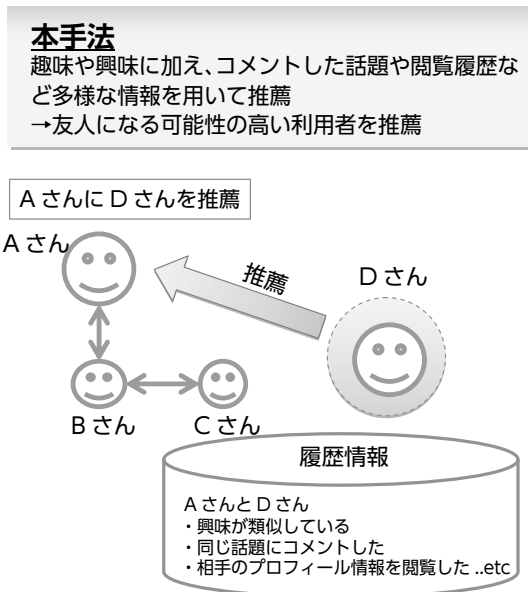 本手法
趣味や興味に加え、コメントした話題や閲覧履歴な
ど多様な情報を用いて推薦
→友人になる可能性の高い利用者を推薦
A さんに D さんを推薦
A さん
推薦
D さん
B さん
C さん
履歴情報
A さんと D さん
・興味が類似している
・同じ話題にコメントした
・相手のプロフィール情報を閲覧した ..etc